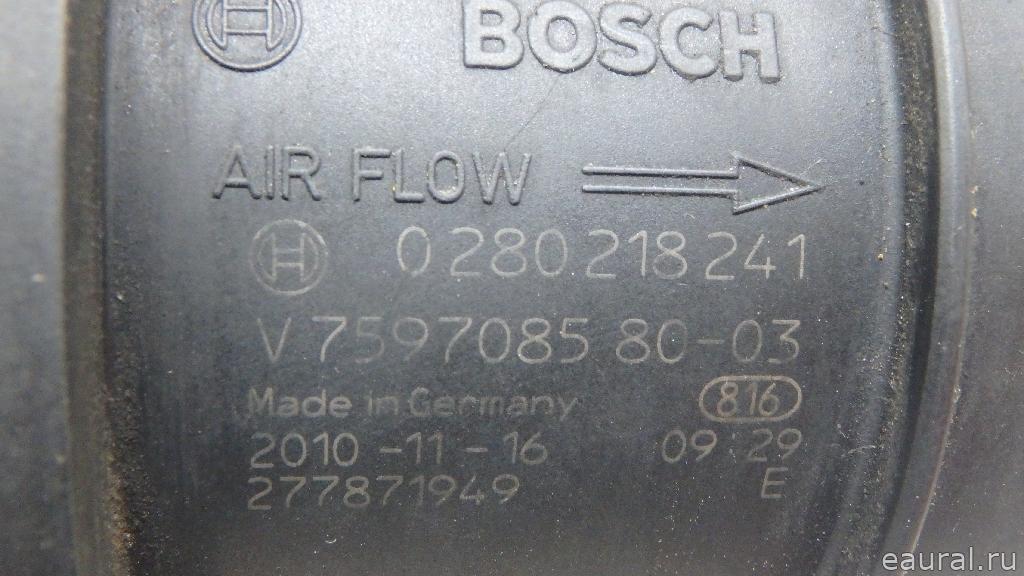 BOSCH
AIR FLOW
0 280 218 241
V 7597085 80-03
Made in Germany 816
2010-11-16 09:29
277871949 E
eaural.ru